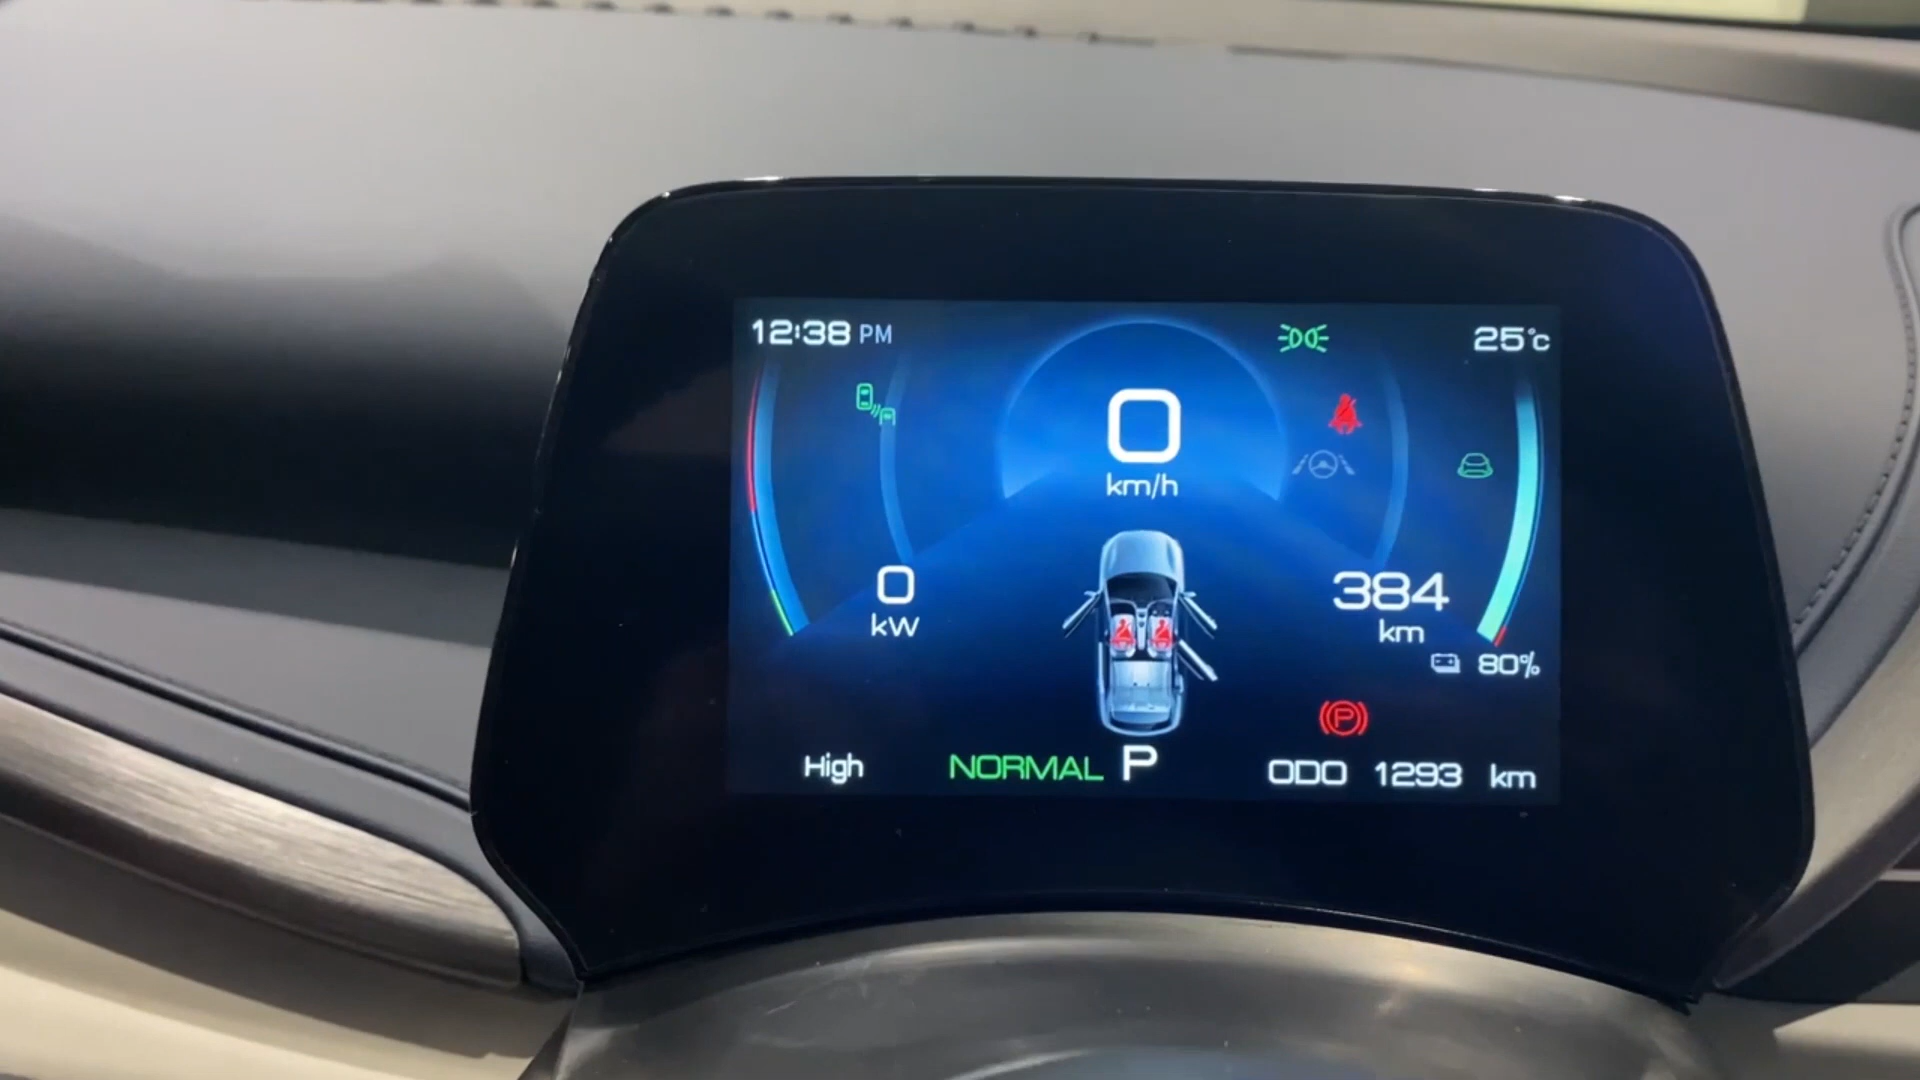 12:38 PM
25°C
0
km/h
0
kW
384
km
80%
P
High
NORMAL P
ODO 1293 km